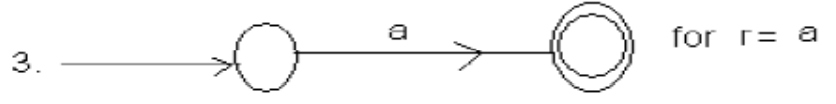 3. a for r = a